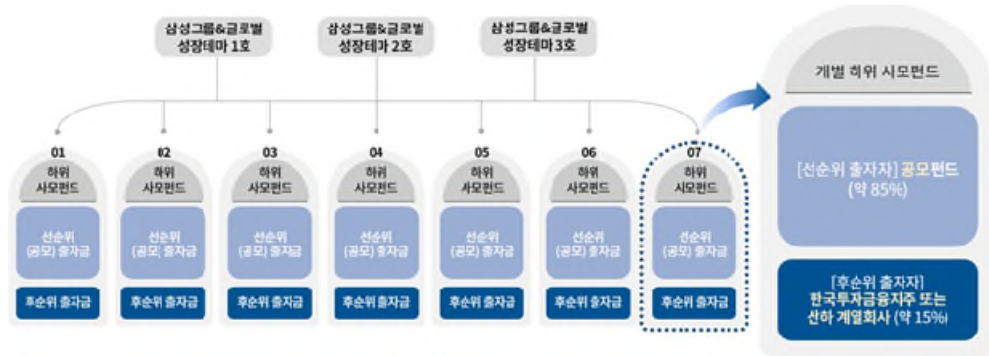 삼성그룹&글로벌
성장테마 1호
삼성그룹&글로벌
성장테마 2호
삼성그룹&글로벌
성장테마 3호
01
하위
사모펀드
선순위
(공모) 출자금
후순위 출자금
02
하위
사모펀드
선순위
(공모) 출자금
후순위 출자금
03
하위
사모펀드
선순위
(공모) 출자금
후순위 출자금
04
하위
사모펀드
선순위
(공모) 출자금
후순위 출자금
05
하위
사모펀드
선순위
(공모) 출자금
후순위 출자금
06
하위
사모펀드
선순위
(공모) 출자금
후순위 출자금
07
하위
사모펀드
선순위
(공모) 출자금
후순위 출자금
개별 하위 사모펀드
[선순위 출자자] 공모펀드
(약 85%)
[후순위 출자자]
한국투자금융지주 또는
산하 계열회사 (약 15%)